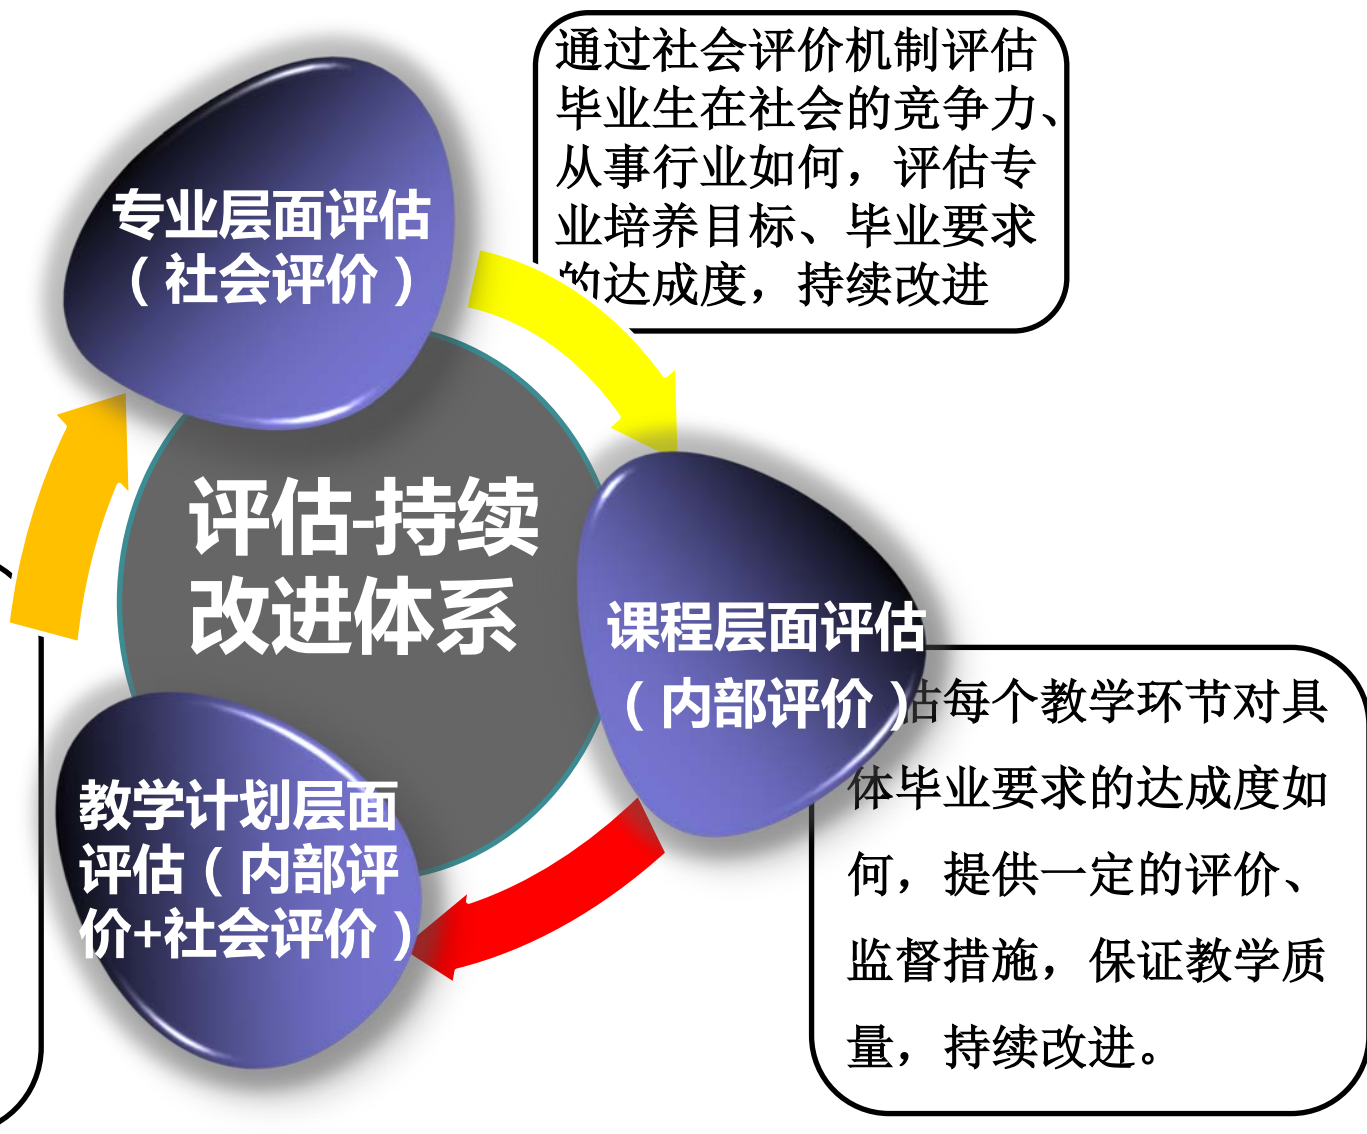 通过社会评价机制评估
毕业生在社会的竞争力、
从事行业如何，评估专
业培养目标、毕业要求
的达成度，持续改进
专业层面评估
（社会评价）
评估-持续
改进体系
课程层面评估
（内部评价）
估每个教学环节对具
体毕业要求的达成度如
何，提供一定的评价、
监督措施，保证教学质
量，持续改进。
教学计划层面
评估（内部评
价+社会评价）